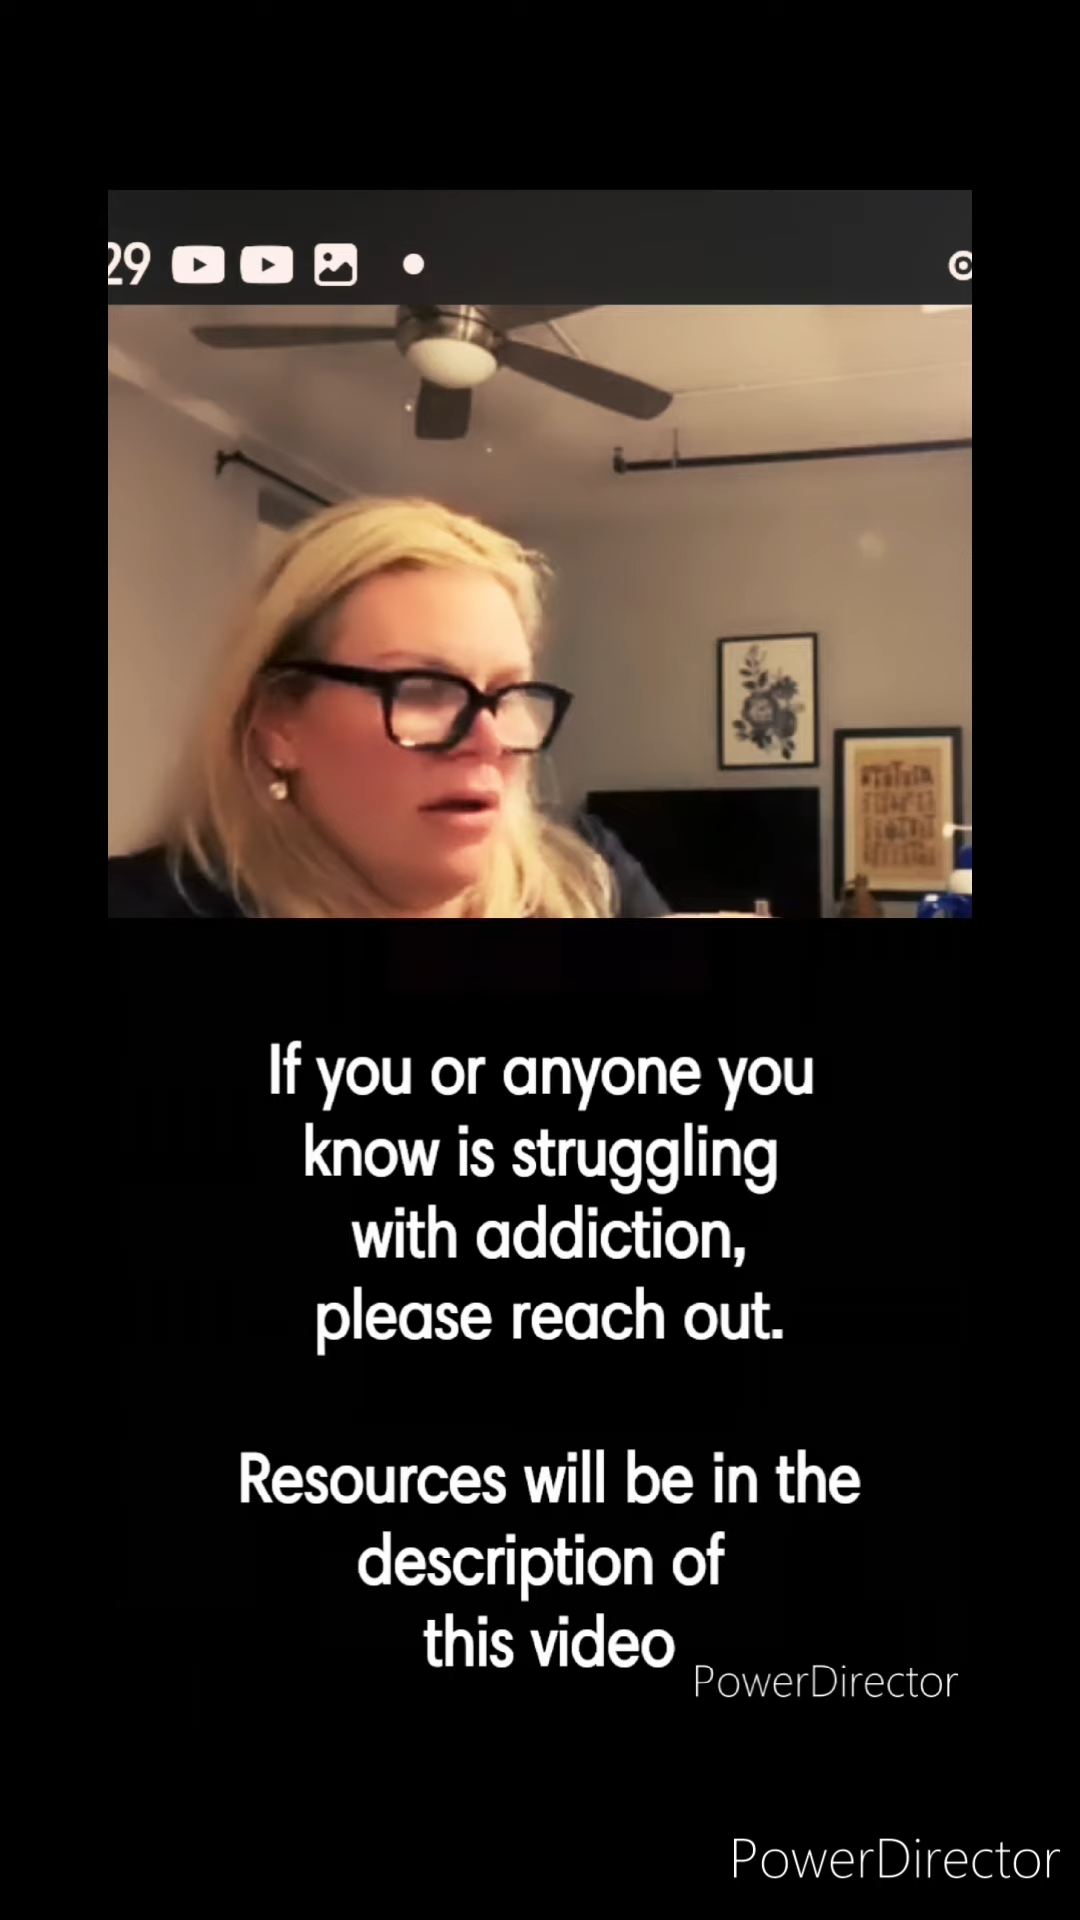 29
If you or anyone you
know is struggling
with addiction,
please reach out.
Resources will be in the
description of
this video
PowerDirector
PowerDirector